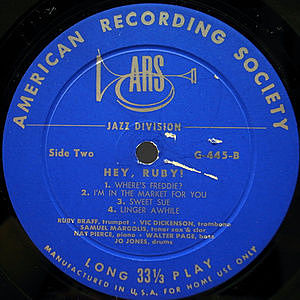 AMERICAN RECORDING SOCIETY
ARS
JAZZ DIVISION
Side Two
G-445-B
HEY, RUBY!
1. WHERE'S FREDDIE?
2. I'M IN THE MARKET FOR YOU
3. SWEET SUE
4. LINGER AWHILE
RUBY BRAFF, trumpet • VIC DICKENSON, trombone
SAMUEL MARGOLIS, tenor sax & clar.
NAT PIERCE, piano • WALTER PAGE, bass
JO JONES, drums
LONG 33 1/3 PLAY
MANUFACTURED IN U.S.A. FOR HOME USE ONLY